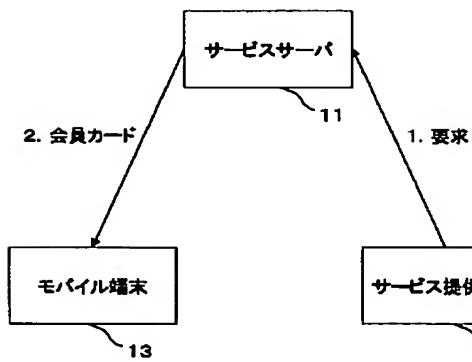 サービスサーバ
11
2. 会員カード
1. 要求
モバイル端末
サービス提供
13